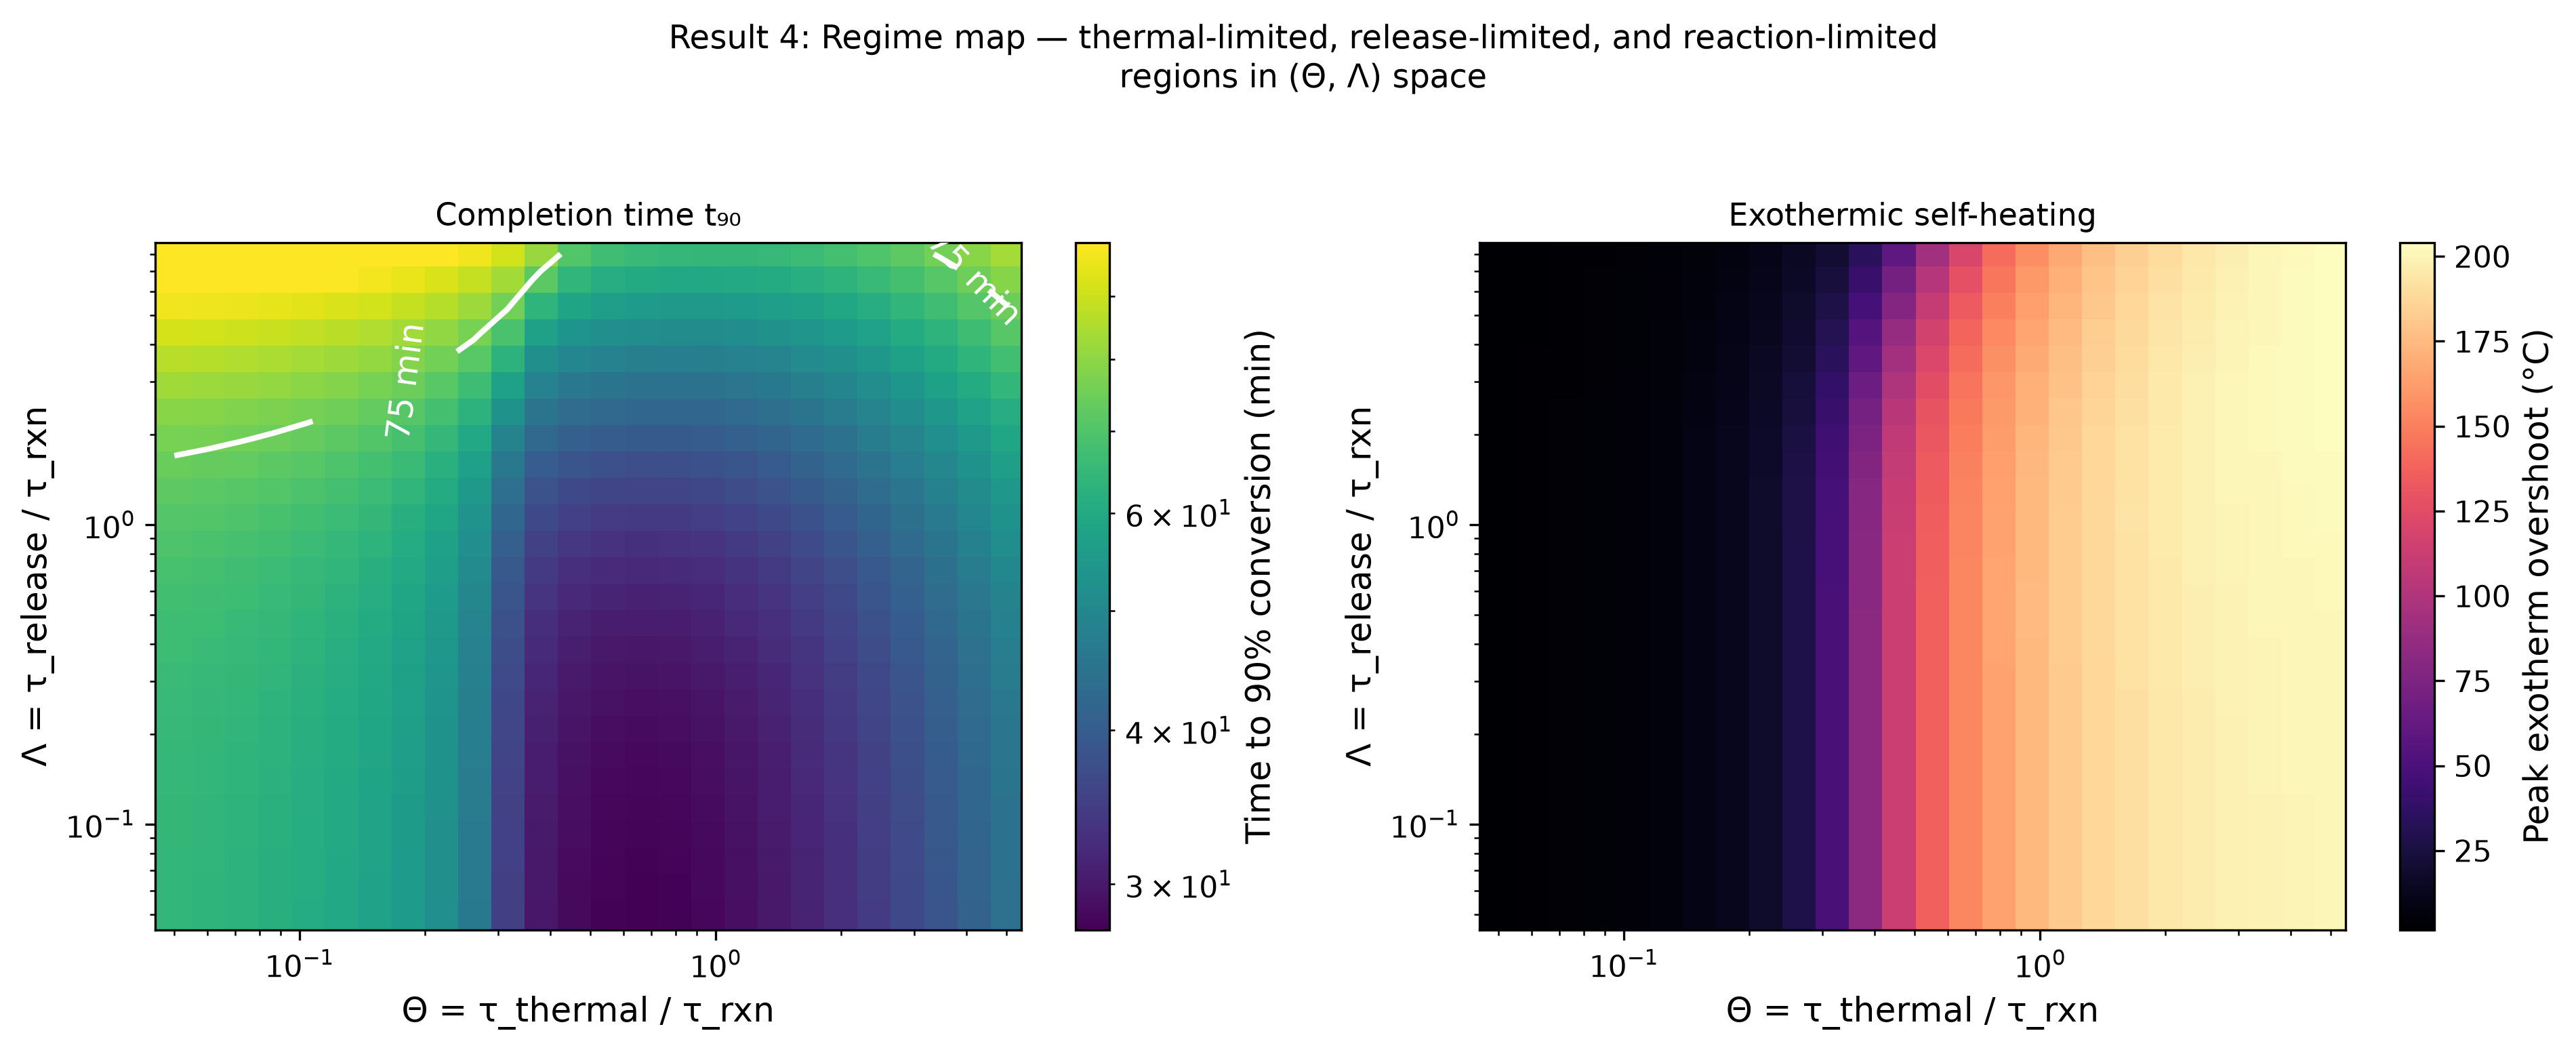 Result 4: Regime map — thermal-limited, release-limited, and reaction-limited
regions in (Θ, Λ) space
Completion time t₉₀
Λ = τ_release / τ_rxn
10⁰
10⁻¹
75 min
75 min
10⁻¹
10⁰
Θ = τ_thermal / τ_rxn
6 × 10¹
4 × 10¹
3 × 10¹
Time to 90% conversion (min)
Exothermic self-heating
Λ = τ_release / τ_rxn
10⁰
10⁻¹
10⁻¹
10⁰
Θ = τ_thermal / τ_rxn
200
175
150
125
100
75
50
25
Peak exotherm overshoot (°C)